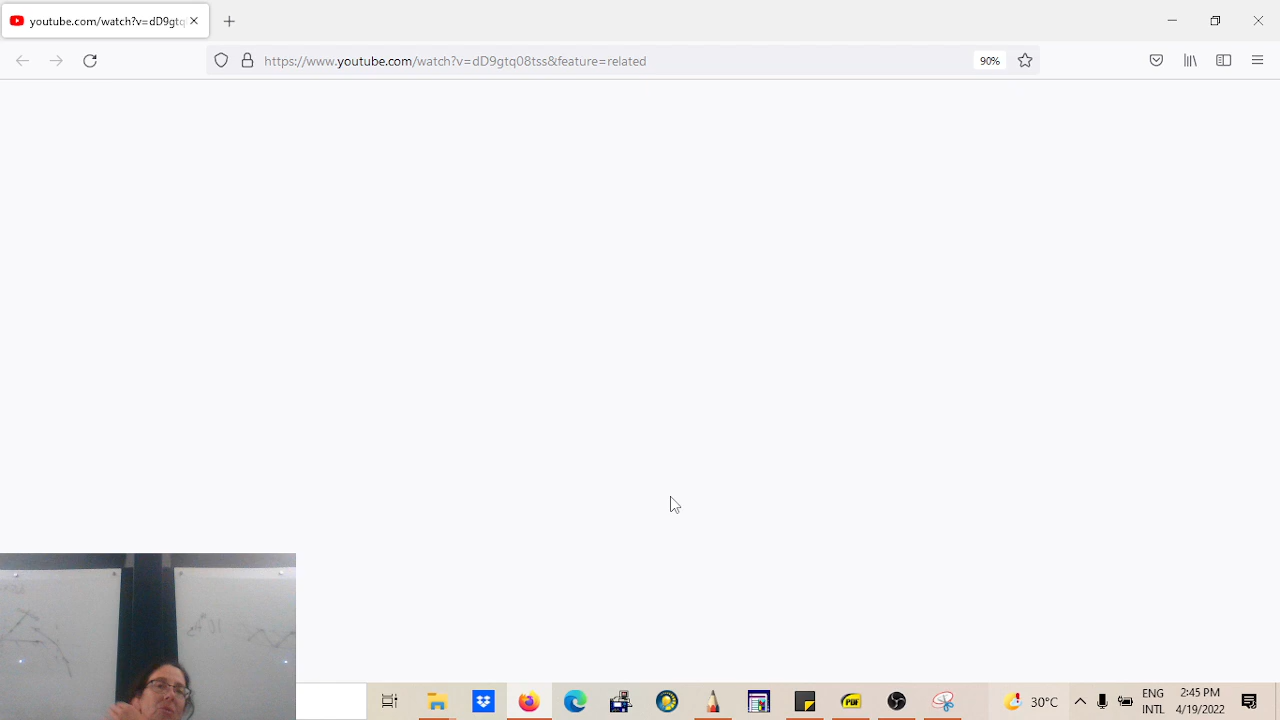 youtube.com/watch?v=dD9gtq
https://www.youtube.com/watch?v=dD9gtq08tss&feature=related
90%
PDF
30°C
ENG
INTL
2:45 PM
4/19/2022